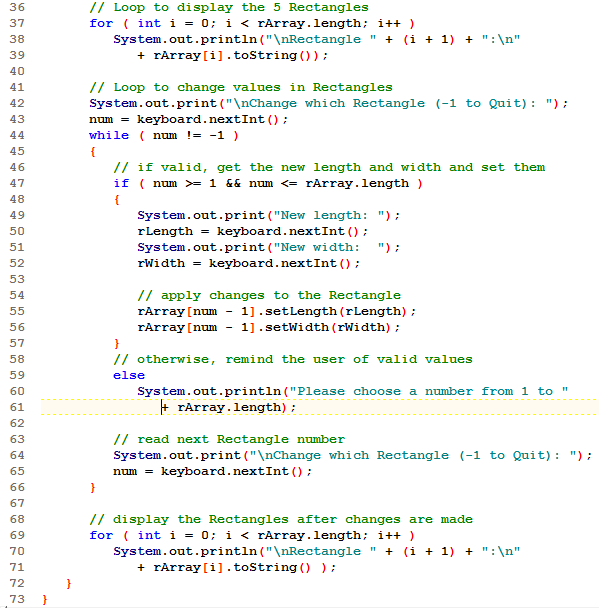 36 // Loop to display the 5 Rectangles
37 for ( int i = 0; i < rArray.length; i++ )
38 System.out.println("\nRectangle " + (i + 1) + ":\n"
39 + rArray[i].toString());
40
41 // Loop to change values in Rectangles
42 System.out.print("\nChange which Rectangle (-1 to Quit): ");
43 num = keyboard.nextInt();
44 while ( num != -1 )
45 {
46 // if valid, get the new length and width and set them
47 if ( num >= 1 && num <= rArray.length )
48 {
49 System.out.print("New length: ");
50 rLength = keyboard.nextInt();
51 System.out.print("New width:  ");
52 rWidth = keyboard.nextInt();
53
54 // apply changes to the Rectangle
55 rArray[num - 1].setLength(rLength);
56 rArray[num - 1].setWidth(rWidth);
57 }
58 // otherwise, remind the user of valid values
59 else
60 System.out.println("Please choose a number from 1 to "
61 + rArray.length);
62
63 // read next Rectangle number
64 System.out.print("\nChange which Rectangle (-1 to Quit): ");
65 num = keyboard.nextInt();
66 }
67
68 // display the Rectangles after changes are made
69 for ( int i = 0; i < rArray.length; i++ )
70 System.out.println("\nRectangle " + (i + 1) + ":\n"
71 + rArray[i].toString() );
72 }
73 }